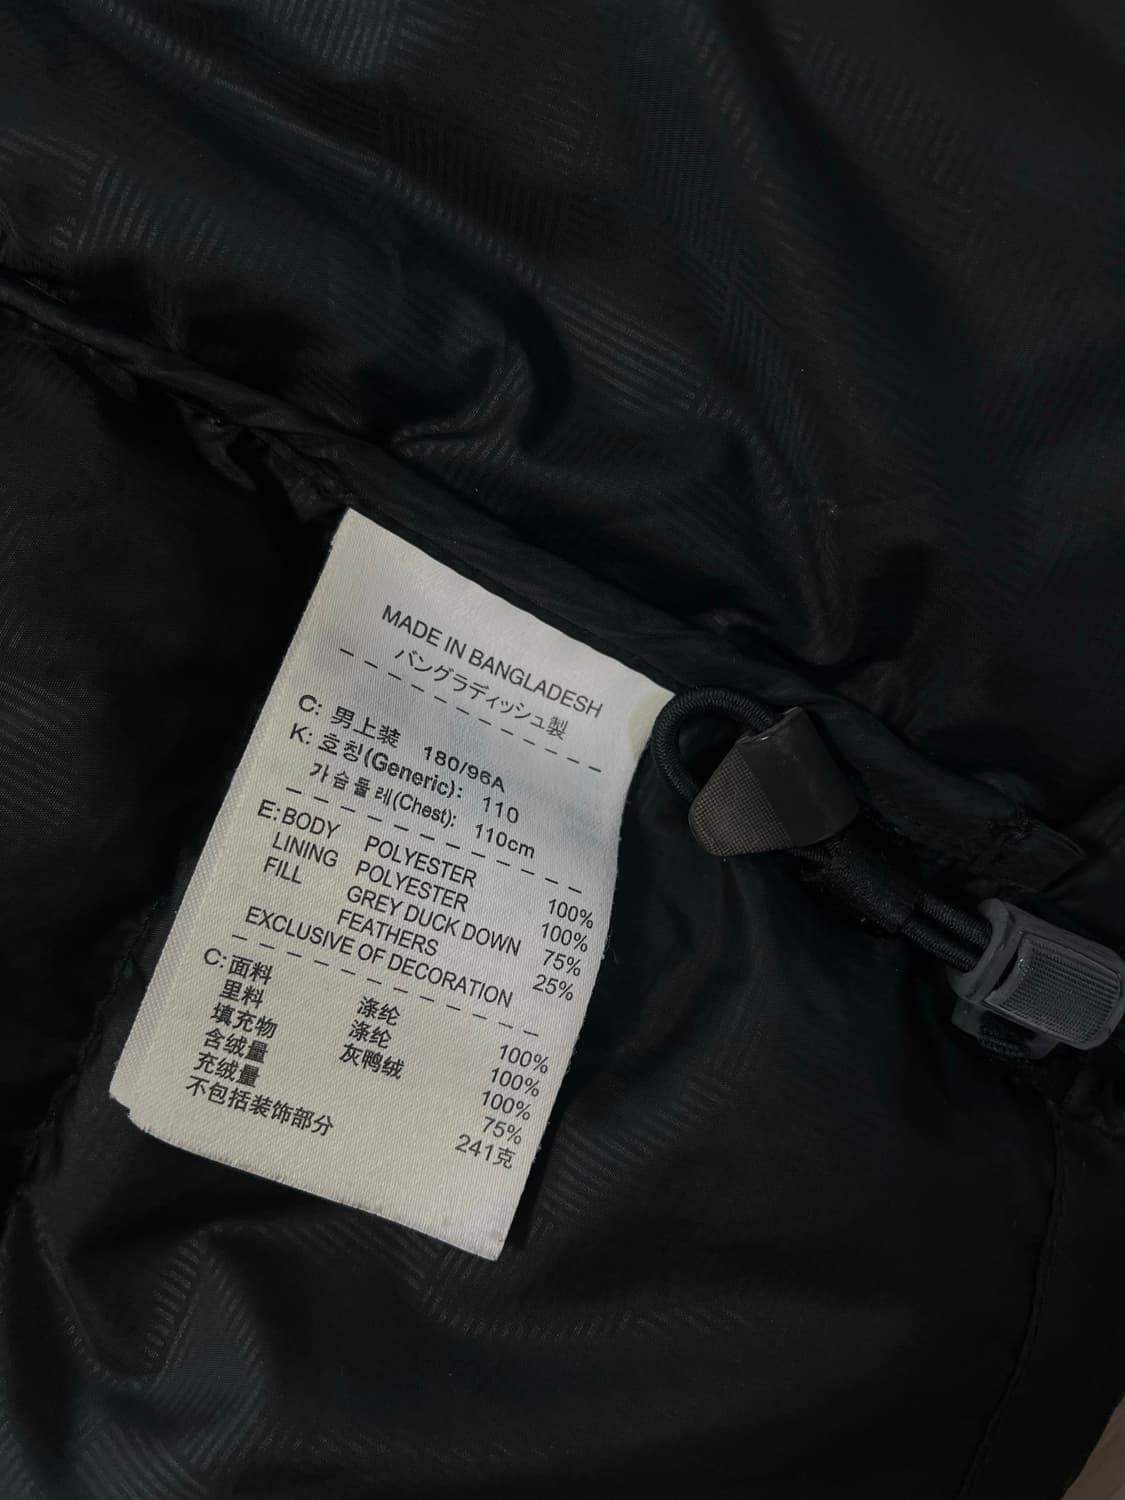 MADE IN BANGLADESH
バングラディッシュ製
C: 男上装 180/96A
K: 호칭(Generic): 110
가슴둘레(Chest): 110cm
E: BODY POLYESTER 100%
LINING POLYESTER 100%
FILL GREY DUCK DOWN 75%
FEATHERS 25%
EXCLUSIVE OF DECORATION
C: 面料 涤纶 100%
里料 涤纶 100%
填充物 灰鸭绒 100%
含绒量 75%
充绒量 241克
不包括装饰部分